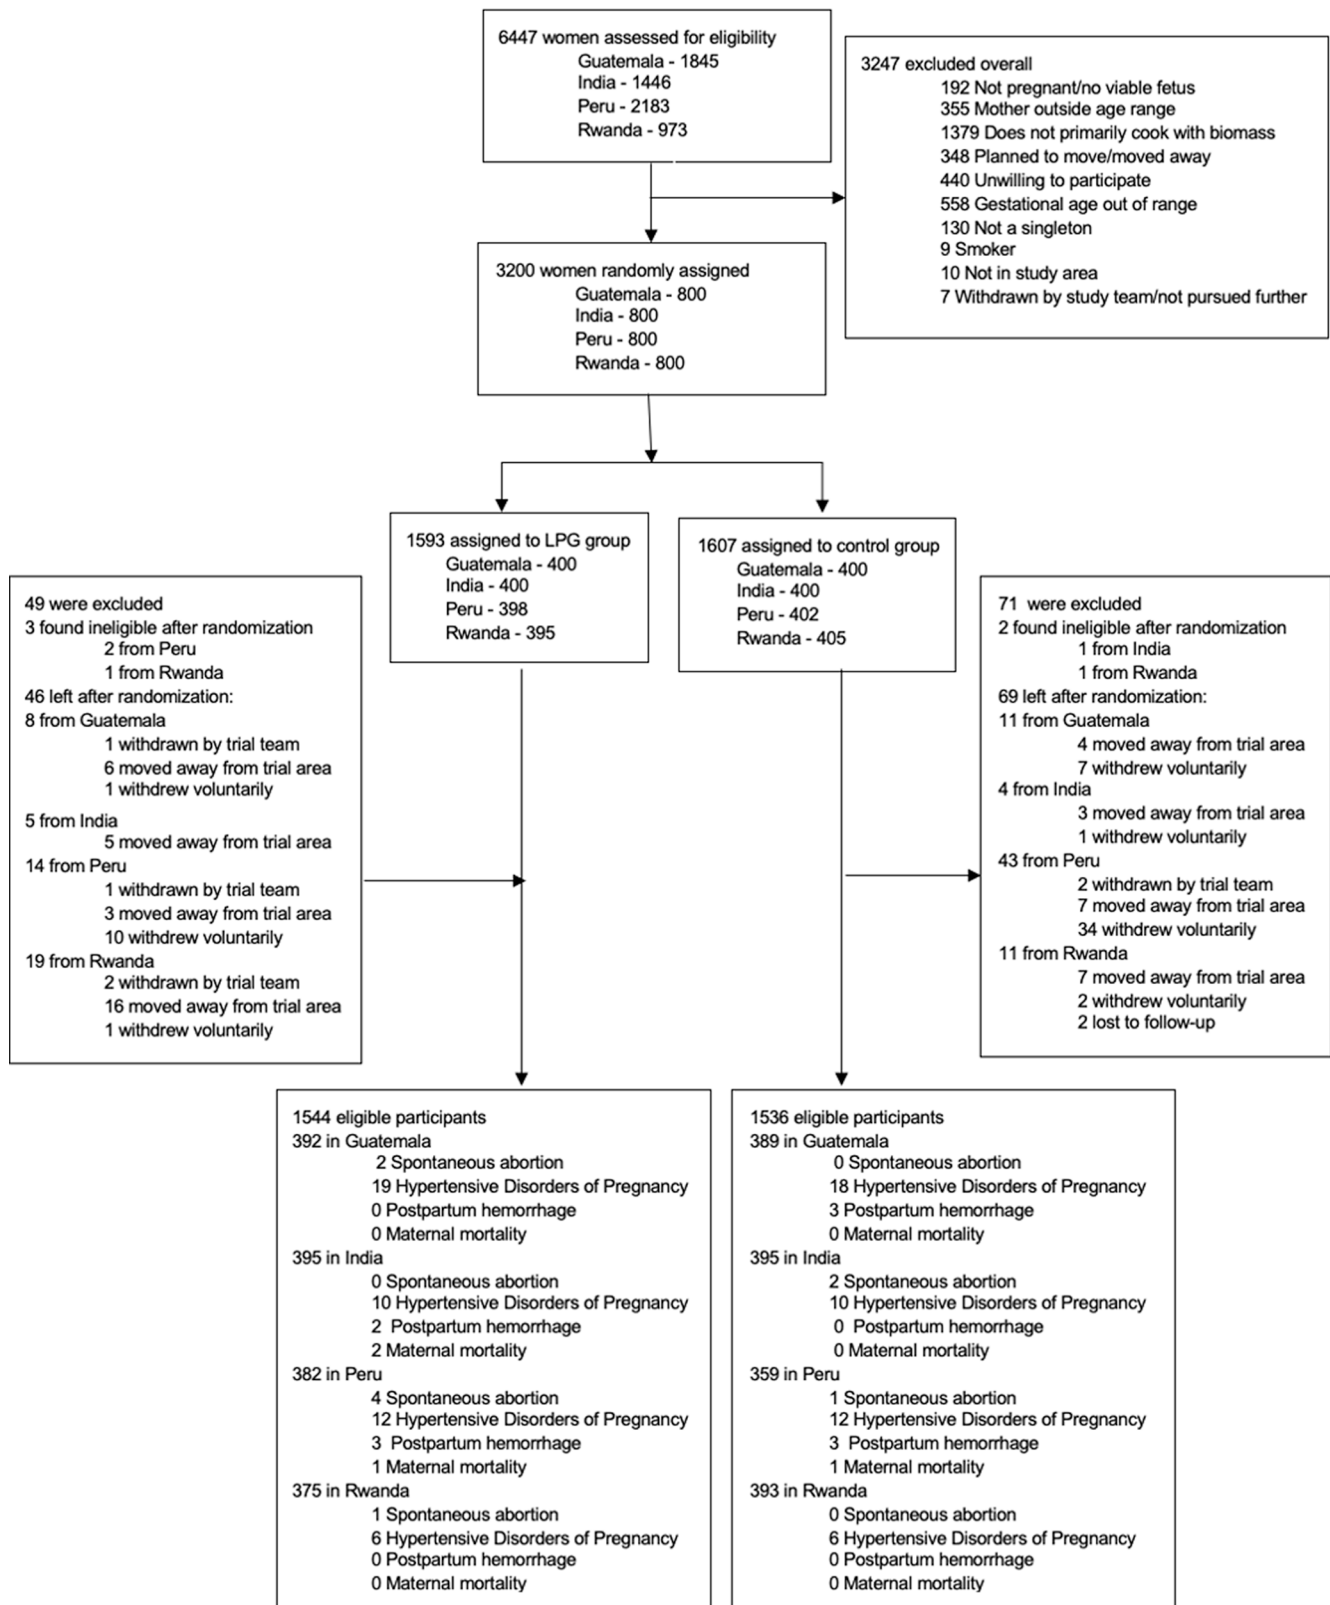 6447 women assessed for eligibility
Guatemala - 1845
India - 1446
Peru - 2183
Rwanda - 973
3247 excluded overall
192 Not pregnant/no viable fetus
355 Mother outside age range
1379 Does not primarily cook with biomass
348 Planned to move/moved away
440 Unwilling to participate
558 Gestational age out of range
130 Not a singleton
9 Smoker
10 Not in study area
7 Withdrawn by study team/not pursued further
3200 women randomly assigned
Guatemala - 800
India - 800
Peru - 800
Rwanda - 800
1593 assigned to LPG group
Guatemala - 400
India - 400
Peru - 398
Rwanda - 395
1607 assigned to control group
Guatemala - 400
India - 400
Peru - 402
Rwanda - 405
49 were excluded
3 found ineligible after randomization
2 from Peru
1 from Rwanda
46 left after randomization:
8 from Guatemala
1 withdrawn by trial team
6 moved away from trial area
1 withdrew voluntarily
5 from India
5 moved away from trial area
14 from Peru
1 withdrawn by trial team
3 moved away from trial area
10 withdrew voluntarily
19 from Rwanda
2 withdrawn by trial team
16 moved away from trial area
1 withdrew voluntarily
71 were excluded
2 found ineligible after randomization
1 from India
1 from Rwanda
69 left after randomization:
11 from Guatemala
4 moved away from trial area
7 withdrew voluntarily
4 from India
3 moved away from trial area
1 withdrew voluntarily
43 from Peru
2 withdrawn by trial team
7 moved away from trial area
34 withdrew voluntarily
11 from Rwanda
7 moved away from trial area
2 withdrew voluntarily
2 lost to follow-up
1544 eligible participants
392 in Guatemala
2 Spontaneous abortion
19 Hypertensive Disorders of Pregnancy
0 Postpartum hemorrhage
0 Maternal mortality
395 in India
0 Spontaneous abortion
10 Hypertensive Disorders of Pregnancy
2 Postpartum hemorrhage
2 Maternal mortality
382 in Peru
4 Spontaneous abortion
12 Hypertensive Disorders of Pregnancy
3 Postpartum hemorrhage
1 Maternal mortality
375 in Rwanda
1 Spontaneous abortion
6 Hypertensive Disorders of Pregnancy
0 Postpartum hemorrhage
0 Maternal mortality
1536 eligible participants
389 in Guatemala
0 Spontaneous abortion
18 Hypertensive Disorders of Pregnancy
3 Postpartum hemorrhage
0 Maternal mortality
395 in India
2 Spontaneous abortion
10 Hypertensive Disorders of Pregnancy
0 Postpartum hemorrhage
0 Maternal mortality
359 in Peru
1 Spontaneous abortion
12 Hypertensive Disorders of Pregnancy
3 Postpartum hemorrhage
1 Maternal mortality
393 in Rwanda
0 Spontaneous abortion
6 Hypertensive Disorders of Pregnancy
0 Postpartum hemorrhage
0 Maternal mortality